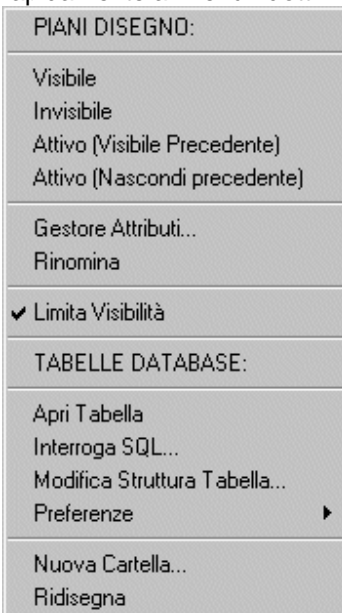 PIANI DISEGNO:
Visibile
Invisibile
Attivo (Visibile Precedente)
Attivo (Nascondi precedente)
Gestore Attributi...
Rinomina
Limita Visibilità
TABELLE DATABASE:
Apri Tabella
Interroga SQL...
Modifica Struttura Tabella...
Preferenze
Nuova Cartella...
Ridisegna